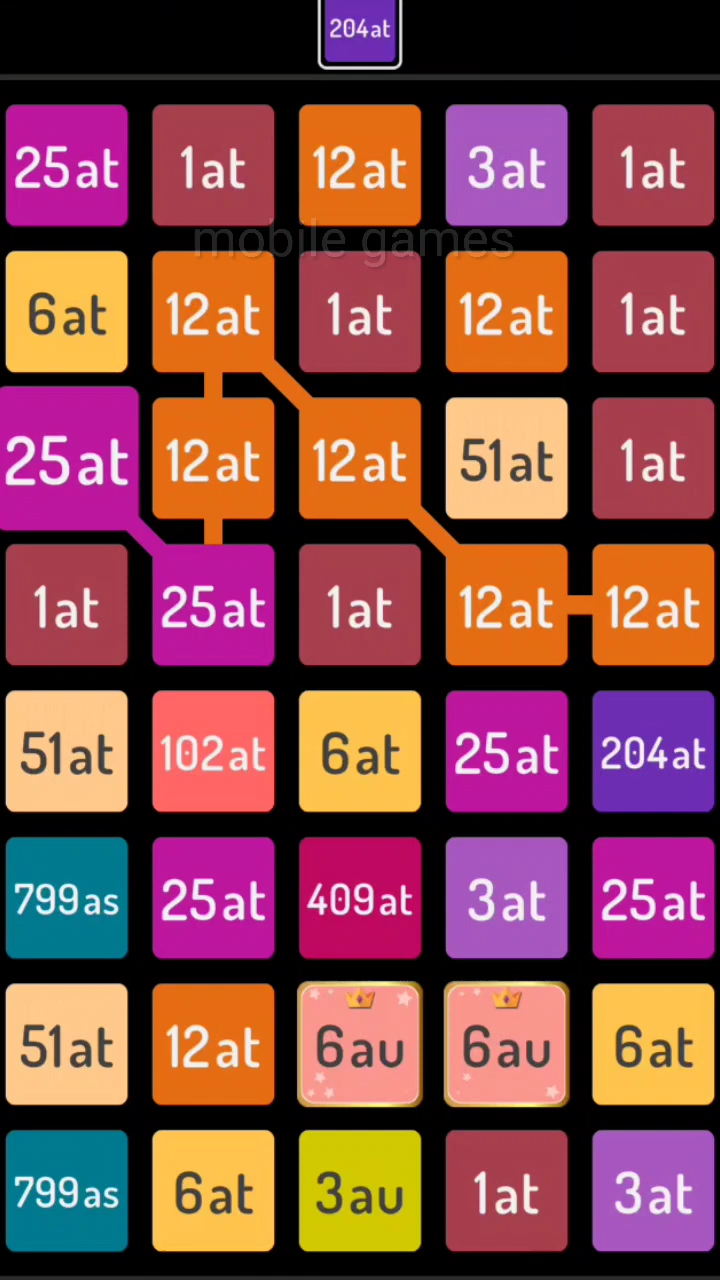 204at
25at 1at 12at 3at 1at
mobile games
6at 12at 1at 12at 1at
25at 12at 12at 51at 1at
1at 25at 1at 12at 12at
51at 102at 6at 25at 204at
799as 25at 409at 3at 25at
51at 12at 6au 6au 6at
799as 6at 3au 1at 3at